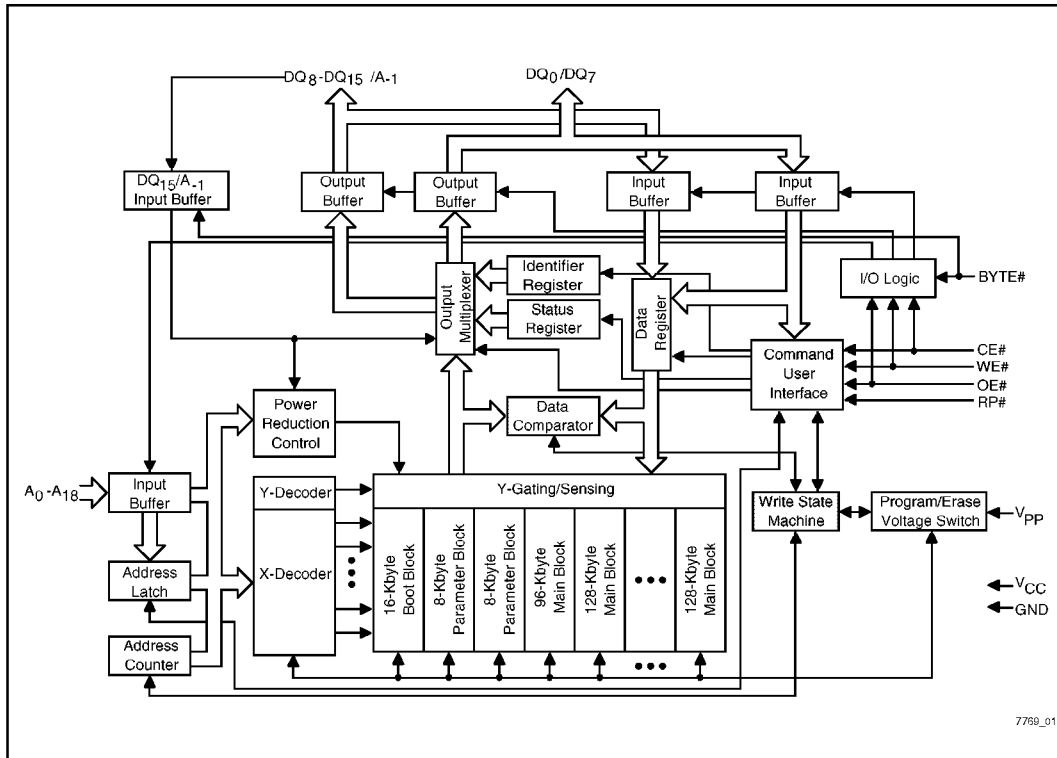 DQ8-DQ15 /A-1
DQ0/DQ7
DQ15/A-1
Input Buffer
Output
Buffer
Output
Buffer
Input
Buffer
Input
Buffer
I/O Logic
BYTE#
Output
Multiplexer
Identifier
Register
Status
Register
Data
Register
Command
User
Interface
CE#
WE#
OE#
RP#
Power
Reduction
Control
Data
Comparator
A0-A18
Input
Buffer
Y-Decoder
Y-Gating/Sensing
Write State
Machine
Program/Erase
Voltage Switch
VPP
Address
Latch
X-Decoder
16-Kbyte
Boot Block
8-Kbyte
Parameter Block
8-Kbyte
Parameter Block
96-Kbyte
Main Block
128-Kbyte
Main Block
128-Kbyte
Main Block
VCC
GND
Address
Counter
7769_01